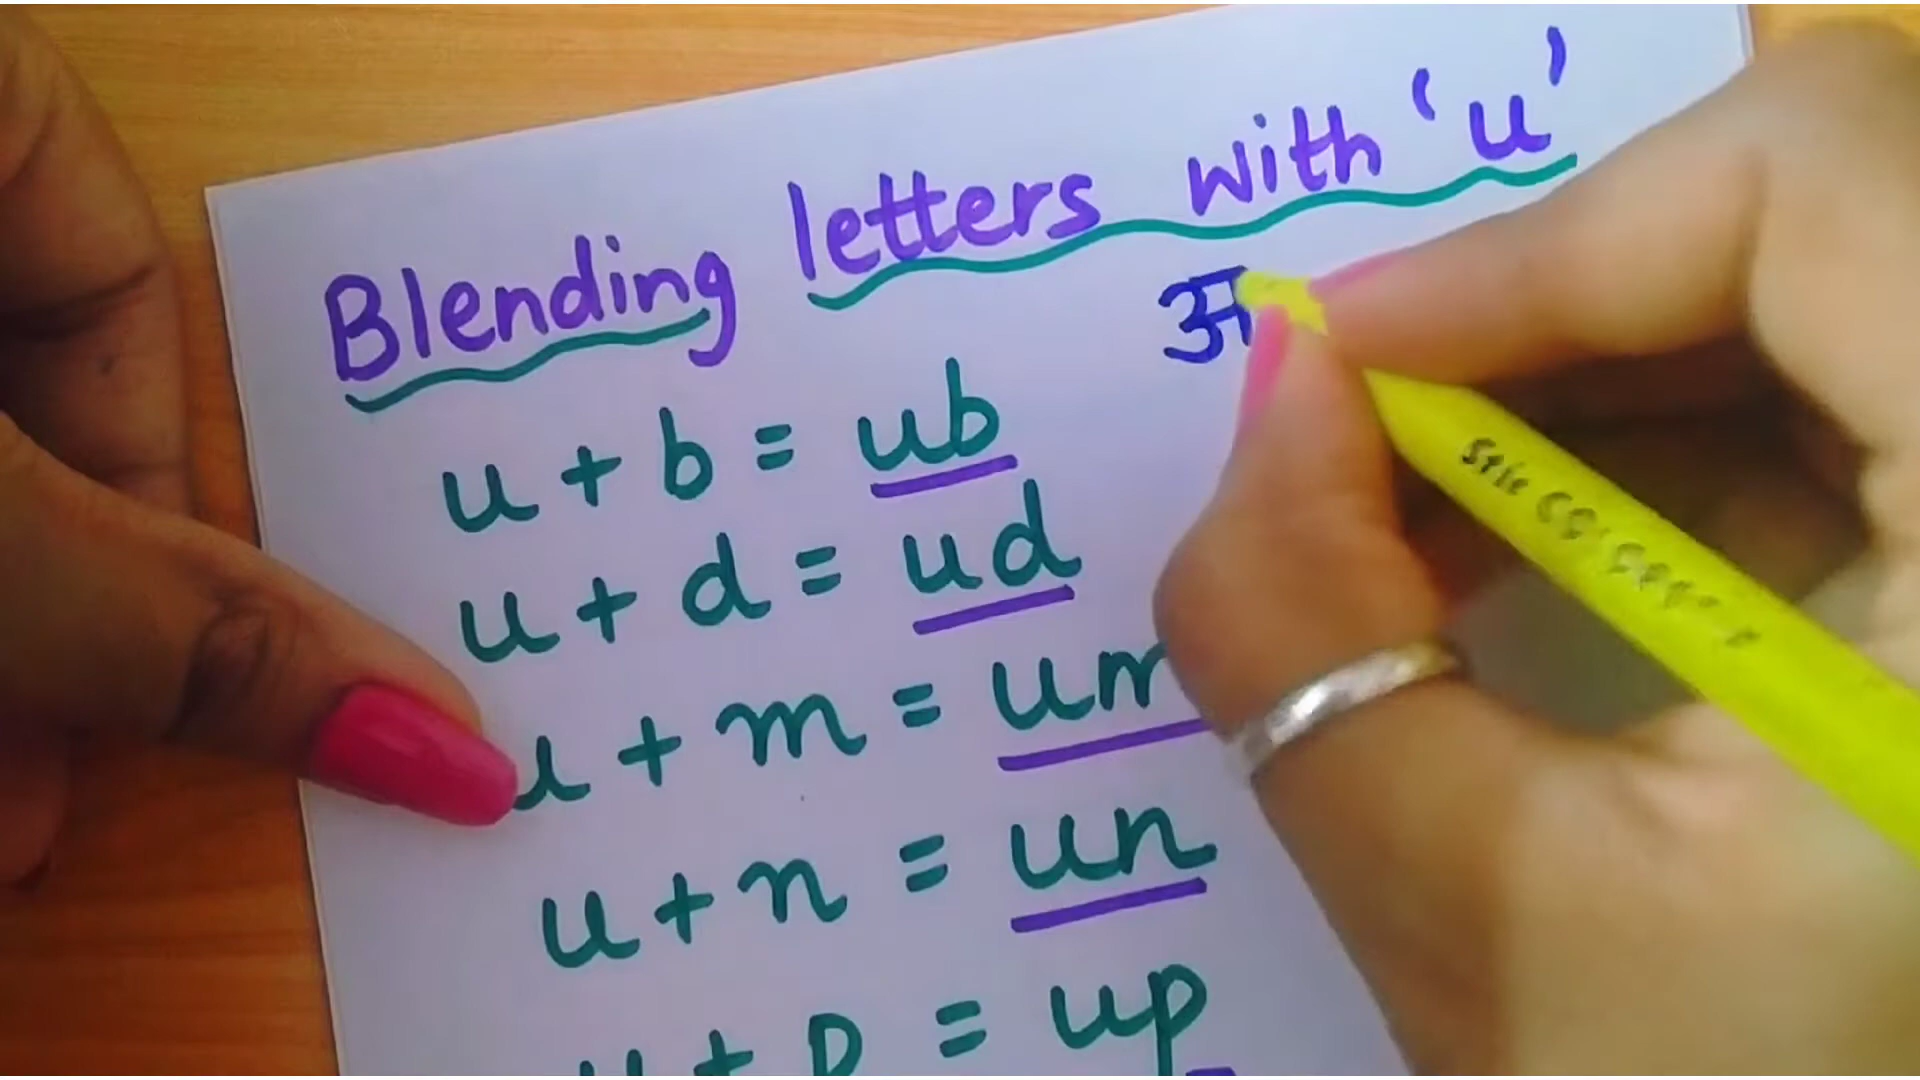 Blending letters with ‘u’
अ
u + b = ub
u + d = ud
u + m = um
u + n = un
u + p = up